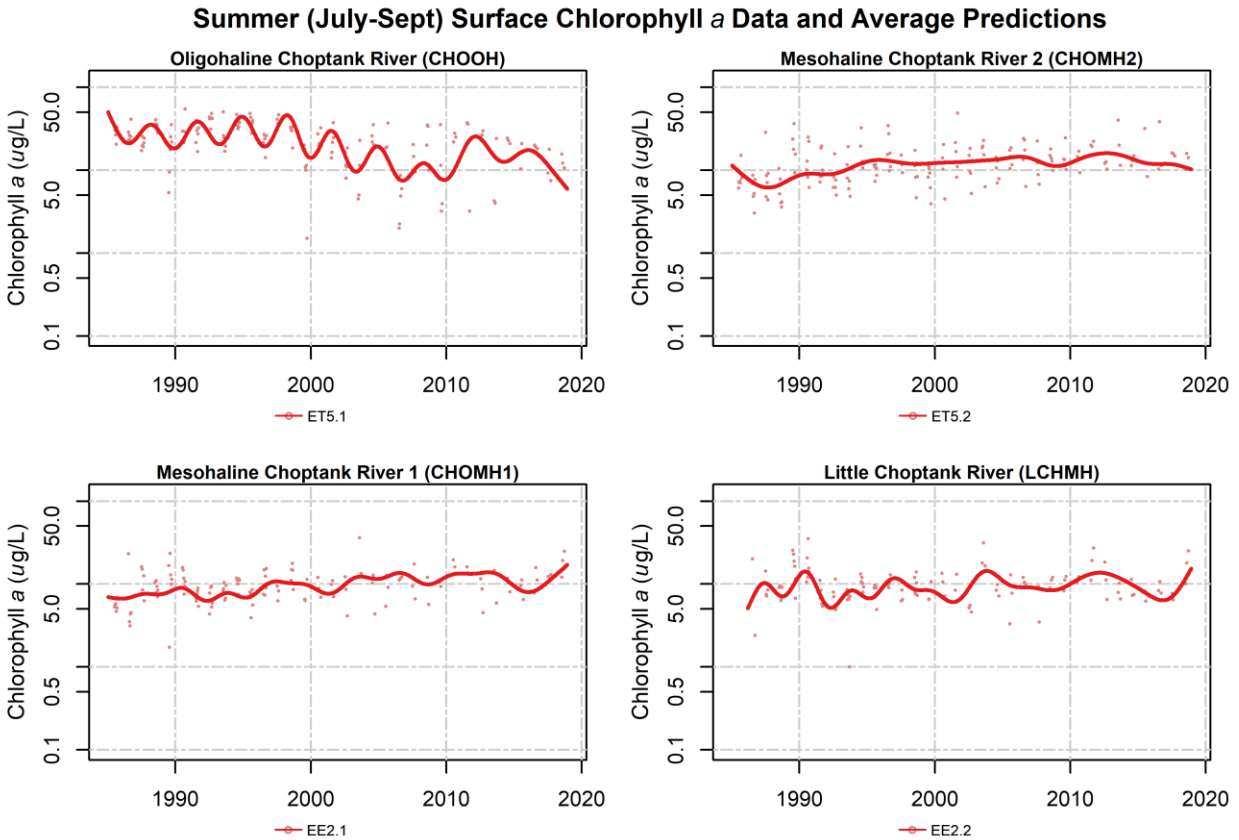 Summer (July-Sept) Surface Chlorophyll a Data and Average Predictions
Oligohaline Choptank River (CHOOH)
Chlorophyll a (ug/L)
50.0
5.0
0.5
0.1
1990 2000 2010 2020
ET5.1
Mesohaline Choptank River 2 (CHOMH2)
Chlorophyll a (ug/L)
50.0
5.0
0.5
0.1
1990 2000 2010 2020
ET5.2
Mesohaline Choptank River 1 (CHOMH1)
Chlorophyll a (ug/L)
50.0
5.0
0.5
0.1
1990 2000 2010 2020
EE2.1
Little Choptank River (LCHMH)
Chlorophyll a (ug/L)
50.0
5.0
0.5
0.1
1990 2000 2010 2020
EE2.2